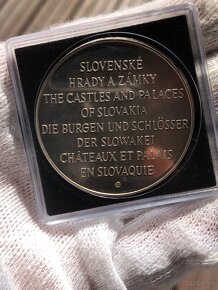 SLOVENSKÉ
HRADY A ZÁMKY
THE CASTLES AND PALACES
OF SLOVAKIA
DIE BURGEN UND SCHLÖSSER
DER SLOWAKEI
CHÂTEAUX ET PALAIS
EN SLOVAQUIE